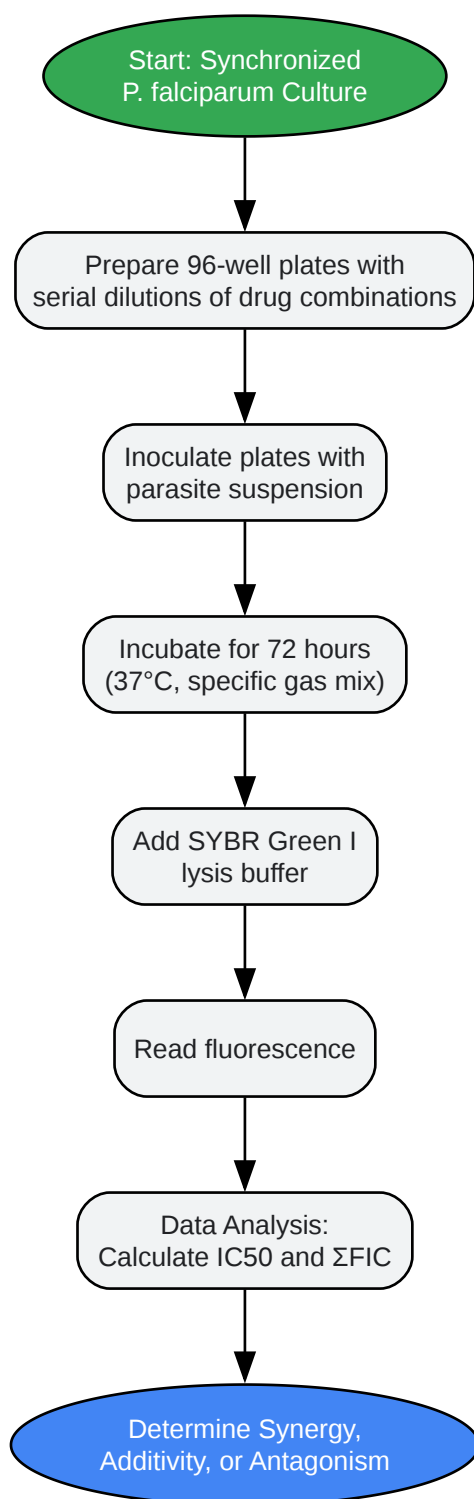 Start: Synchronized
P. falciparum Culture
Prepare 96-well plates with
serial dilutions of drug combinations
Inoculate plates with
parasite suspension
Incubate for 72 hours
(37°C, specific gas mix)
Add SYBR Green I
lysis buffer
Read fluorescence
Data Analysis:
Calculate IC50 and ΣFIC
Determine Synergy,
Additivity, or Antagonism